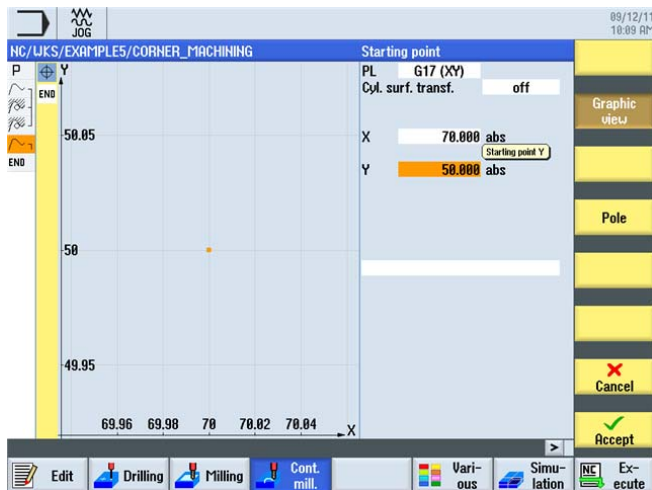 JOG
09/12/11
10:09 AM
NC/WKS/EXAMPLE5/CORNER_MACHINING
Starting point
P
END
END
Y
50.05
50
49.95
69.96 69.98 70 70.02 70.04
X
PL G17 (XY)
Cyl. surf. transf. off
X 70.000 abs
Starting point Y
Y 50.000 abs
Graphic
view
Pole
Cancel
Accept
>
Edit
Drilling
Milling
Cont.
mill.
Vari-
ous
Simu-
lation
NC
Ex-
ecute